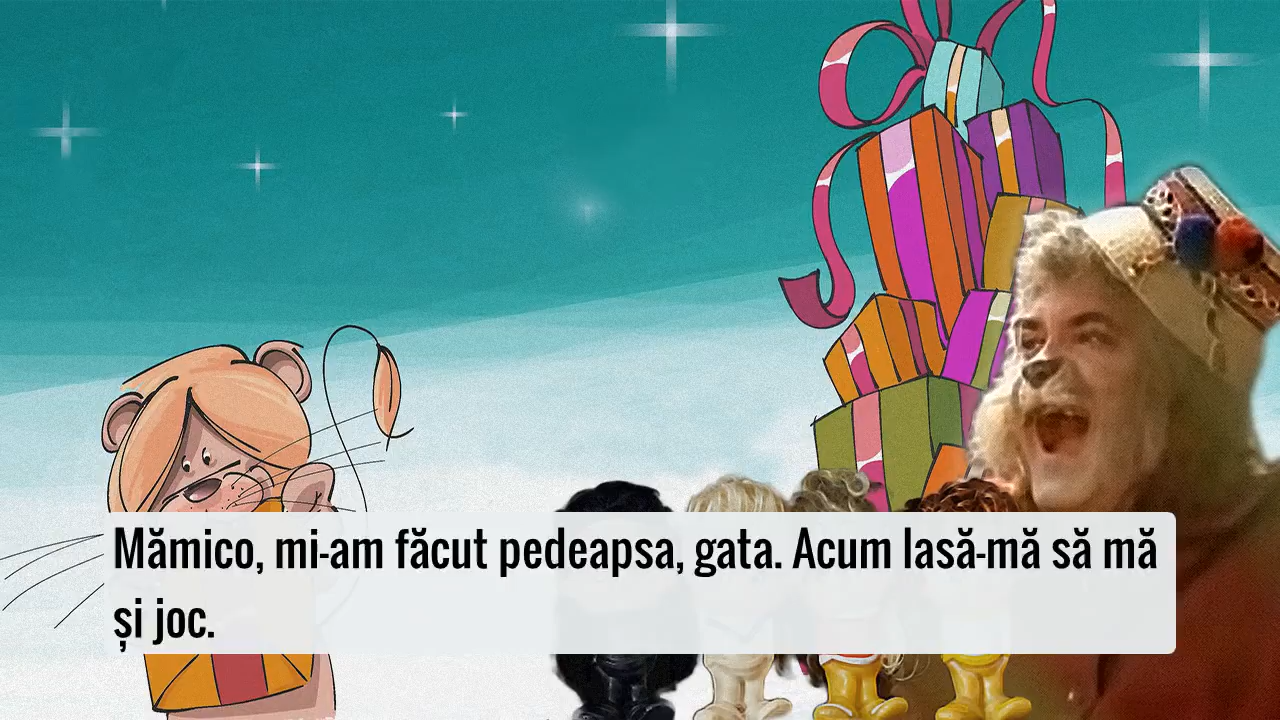 Mămico, mi-am făcut pedeapsa, gata. Acum lasă-mă să mă
și joc.